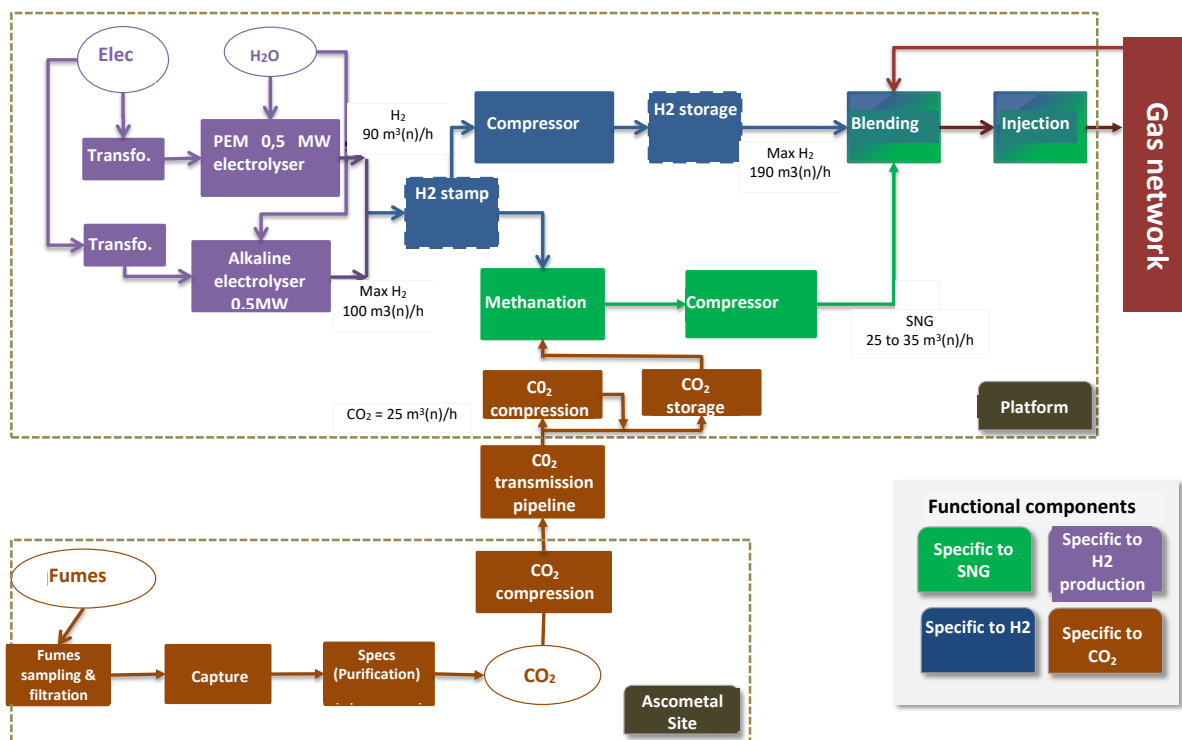 Elec
H₂O
H₂
90 m³(n)/h
Transfo.
PEM 0,5 MW
electrolyser
Compressor
H2 storage
Blending
Injection
Gas network
Max H₂
190 m3(n)/h
H2 stamp
Transfo.
Alkaline
electrolyser
0.5MW
Max H₂
100 m3(n)/h
Methanation
Compressor
SNG
25 to 35 m³(n)/h
C0₂
compression
CO₂
storage
CO₂ = 25 m³(n)/h
Platform
C0₂
transmission
pipeline
Functional components
Specific to
SNG
Specific to
H2
production
Specific to H2
Specific to
CO₂
CO₂
compression
Fumes
Fumes
sampling &
filtration
Capture
Specs
(Purification)
CO₂
Ascometal
Site